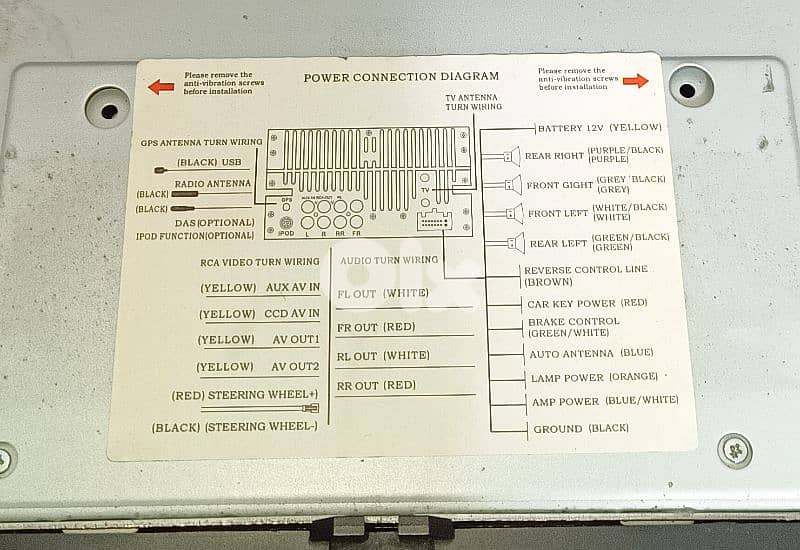 Please remove the
anti-vibration screws
before installation
POWER CONNECTION DIAGRAM
Please remove the
anti-vibration screws
before installation
TV ANTENNA
TURN WIRING
GPS ANTENNA TURN WIRING
(BLACK) USB
RADIO ANTENNA
(BLACK)
(BLACK)
DAS(OPTIONAL)
IPOD FUNCTION(OPTIONAL)
GPS
TV
IPOD L R RR FR
BATTERY 12V (YELLOW)
REAR RIGHT (PURPLE/BLACK)
(PURPLE)
FRONT GIGHT (GREY BLACK)
(GREY)
FRONT LEFT (WHITE/BLACK)
(WHITE)
REAR LEFT (GREEN/BLACK)
(GREEN)
REVERSE CONTROL LINE
(BROWN)
CAR KEY POWER (RED)
BRAKE CONTROL
(GREEN/WHITE)
AUTO ANTENNA (BLUE)
LAMP POWER (ORANGE)
AMP POWER (BLUE/WHITE)
GROUND (BLACK)
RCA VIDEO TURN WIRING
(YELLOW) AUX AV IN
(YELLOW) CCD AV IN
(YELLOW) AV OUT1
(YELLOW) AV OUT2
(RED) STEERING WHEEL+)
(BLACK) (STEERING WHEEL-)
AUDIO TURN WIRING
FL OUT (WHITE)
FR OUT (RED)
RL OUT (WHITE)
RR OUT (RED)
olx